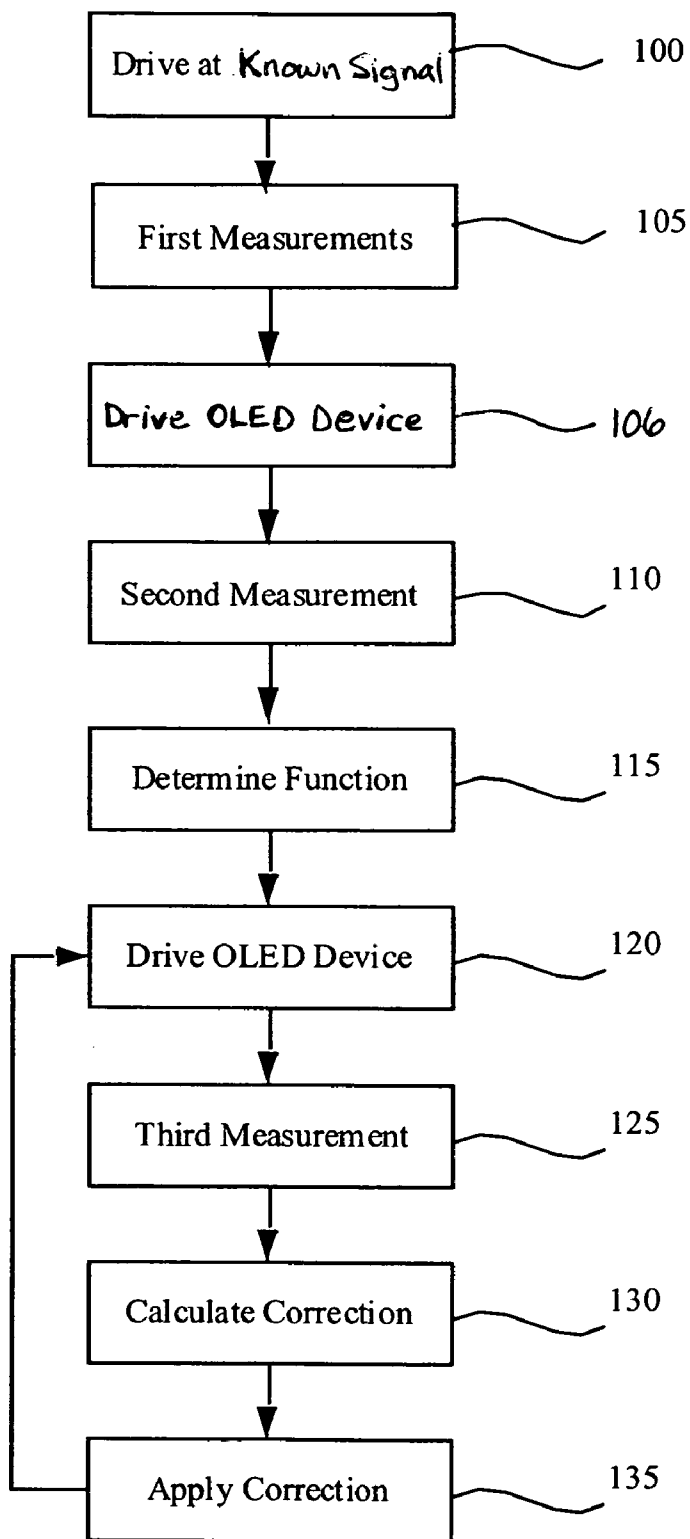 Drive at Known Signal 100
First Measurements 105
Drive OLED Device 106
Second Measurement 110
Determine Function 115
Drive OLED Device 120
Third Measurement 125
Calculate Correction 130
Apply Correction 135